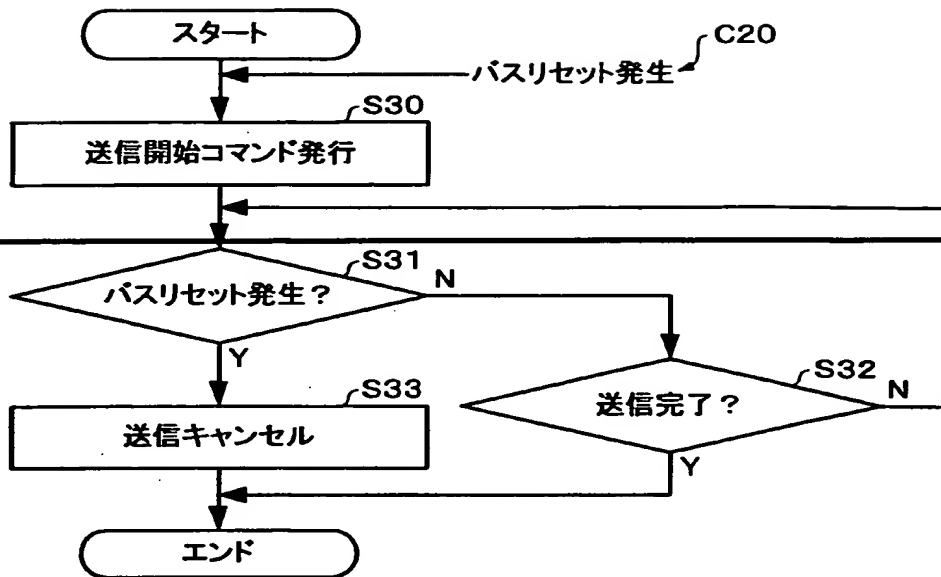 スタート
C20
バスリセット発生
S30
送信開始コマンド発行
S31
バスリセット発生？
N
Y
S32
送信完了？
N
Y
S33
送信キャンセル
エンド